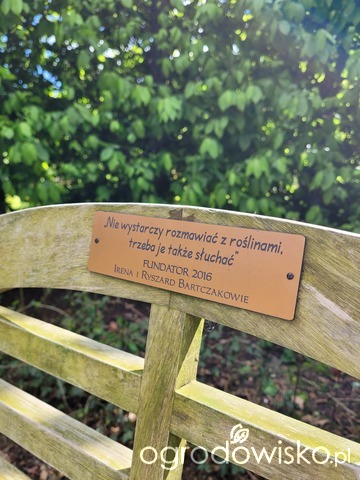 „Nie wystarczy rozmawiać z roślinami,
trzeba je także słuchać”
FUNDATOR 2016
IRENA I RYSZARD BARTCZAKOWIE
ogrodowisko.pl